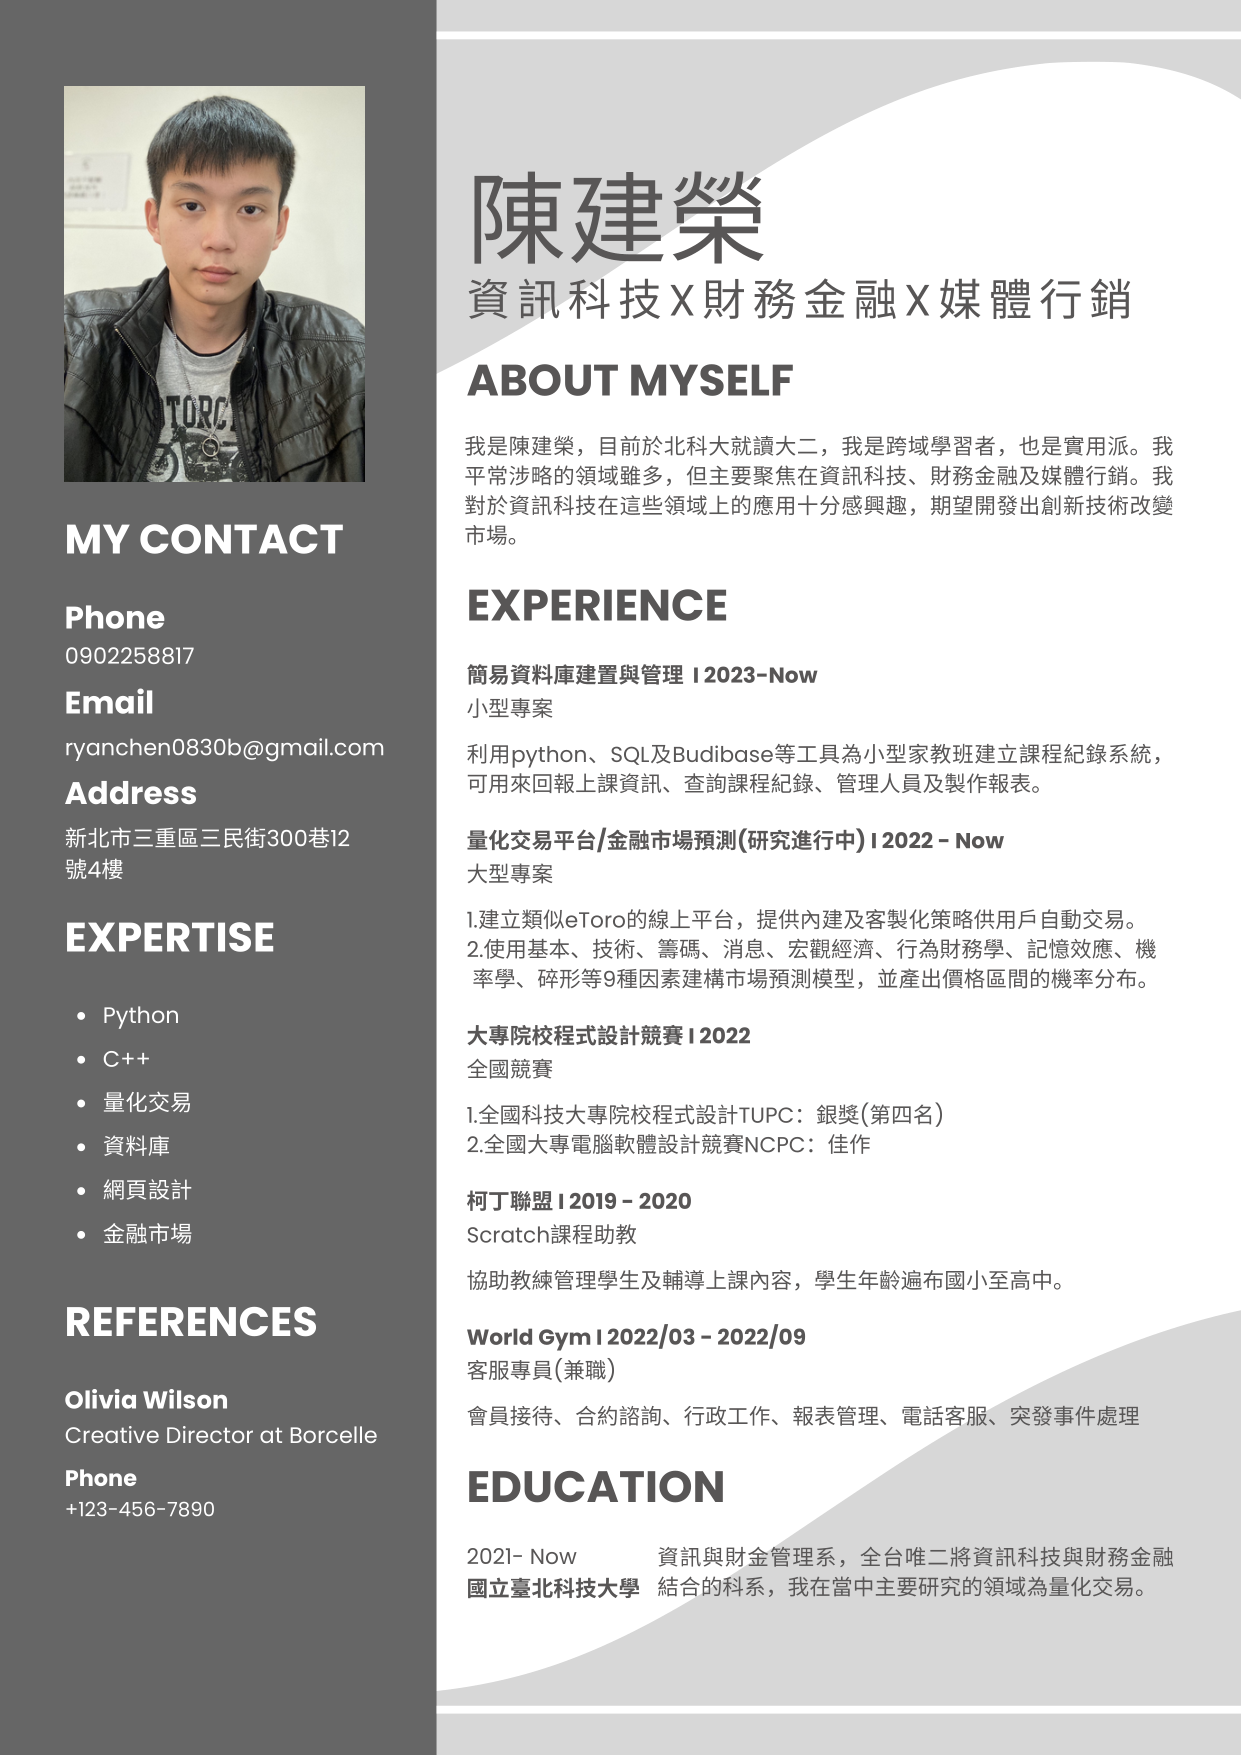 MY CONTACT
Phone
0902258817
Email
ryanchen0830b@gmail.com
Address
新北市三重區三民街300巷12
號4樓
EXPERTISE
• Python
• C++
• 量化交易
• 資料庫
• 網頁設計
• 金融市場
REFERENCES
Olivia Wilson
Creative Director at Borcelle
Phone
+123-456-7890
陳建榮
資訊科技X財務金融X媒體行銷
ABOUT MYSELF
我是陳建榮，目前於北科大就讀大二，我是跨域學習者，也是實用派。我
平常涉略的領域雖多，但主要聚焦在資訊科技、財務金融及媒體行銷。我
對於資訊科技在這些領域上的應用十分感興趣，期望開發出創新技術改變
市場。
EXPERIENCE
簡易資料庫建置與管理 I 2023-Now
小型專案
利用python、SQL及Budibase等工具為小型家教班建立課程紀錄系統，
可用來回報上課資訊、查詢課程紀錄、管理人員及製作報表。
量化交易平台/金融市場預測(研究進行中) I 2022 - Now
大型專案
1.建立類似eToro的線上平台，提供內建及客製化策略供用戶自動交易。
2.使用基本、技術、籌碼、消息、宏觀經濟、行為財務學、記憶效應、機
率學、碎形等9種因素建構市場預測模型，並產出價格區間的機率分布。
大專院校程式設計競賽 I 2022
全國競賽
1.全國科技大專院校程式設計TUPC：銀獎(第四名)
2.全國大專電腦軟體設計競賽NCPC：佳作
柯丁聯盟 I 2019 - 2020
Scratch課程助教
協助教練管理學生及輔導上課內容，學生年齡遍布國小至高中。
World Gym I 2022/03 - 2022/09
客服專員(兼職)
會員接待、合約諮詢、行政工作、報表管理、電話客服、突發事件處理
EDUCATION
2021- Now
國立臺北科技大學
資訊與財金管理系，全台唯二將資訊科技與財務金融
結合的科系，我在當中主要研究的領域為量化交易。